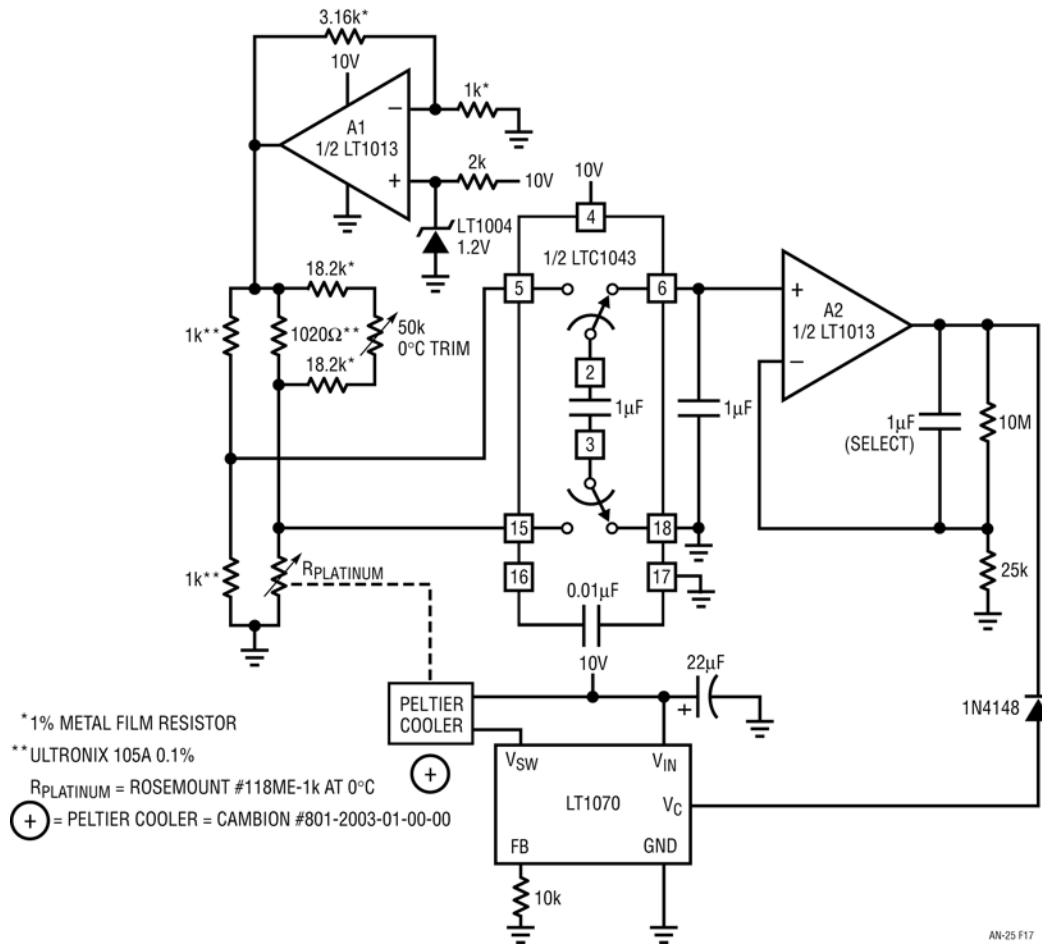 3.16k*
10V
A1
1/2 LT1013
−
+
1k*
2k
10V
LT1004
1.2V
10V
4
1/2 LTC1043
5
6
2
1µF
3
15
18
16
17
1µF
0.01µF
10V
18.2k*
1k**
1020Ω**
50k
0°C TRIM
18.2k*
1k**
RPLATINUM
+
A2
1/2 LT1013
−
1µF
(SELECT)
10M
25k
22µF
+
1N4148
PELTIER
COOLER
+
VSW
VIN
LT1070
VC
FB
GND
10k
*1% METAL FILM RESISTOR
**ULTRONIX 105A 0.1%
RPLATINUM = ROSEMOUNT #118ME-1k AT 0°C
+ = PELTIER COOLER = CAMBION #801-2003-01-00-00
AN-25 F17